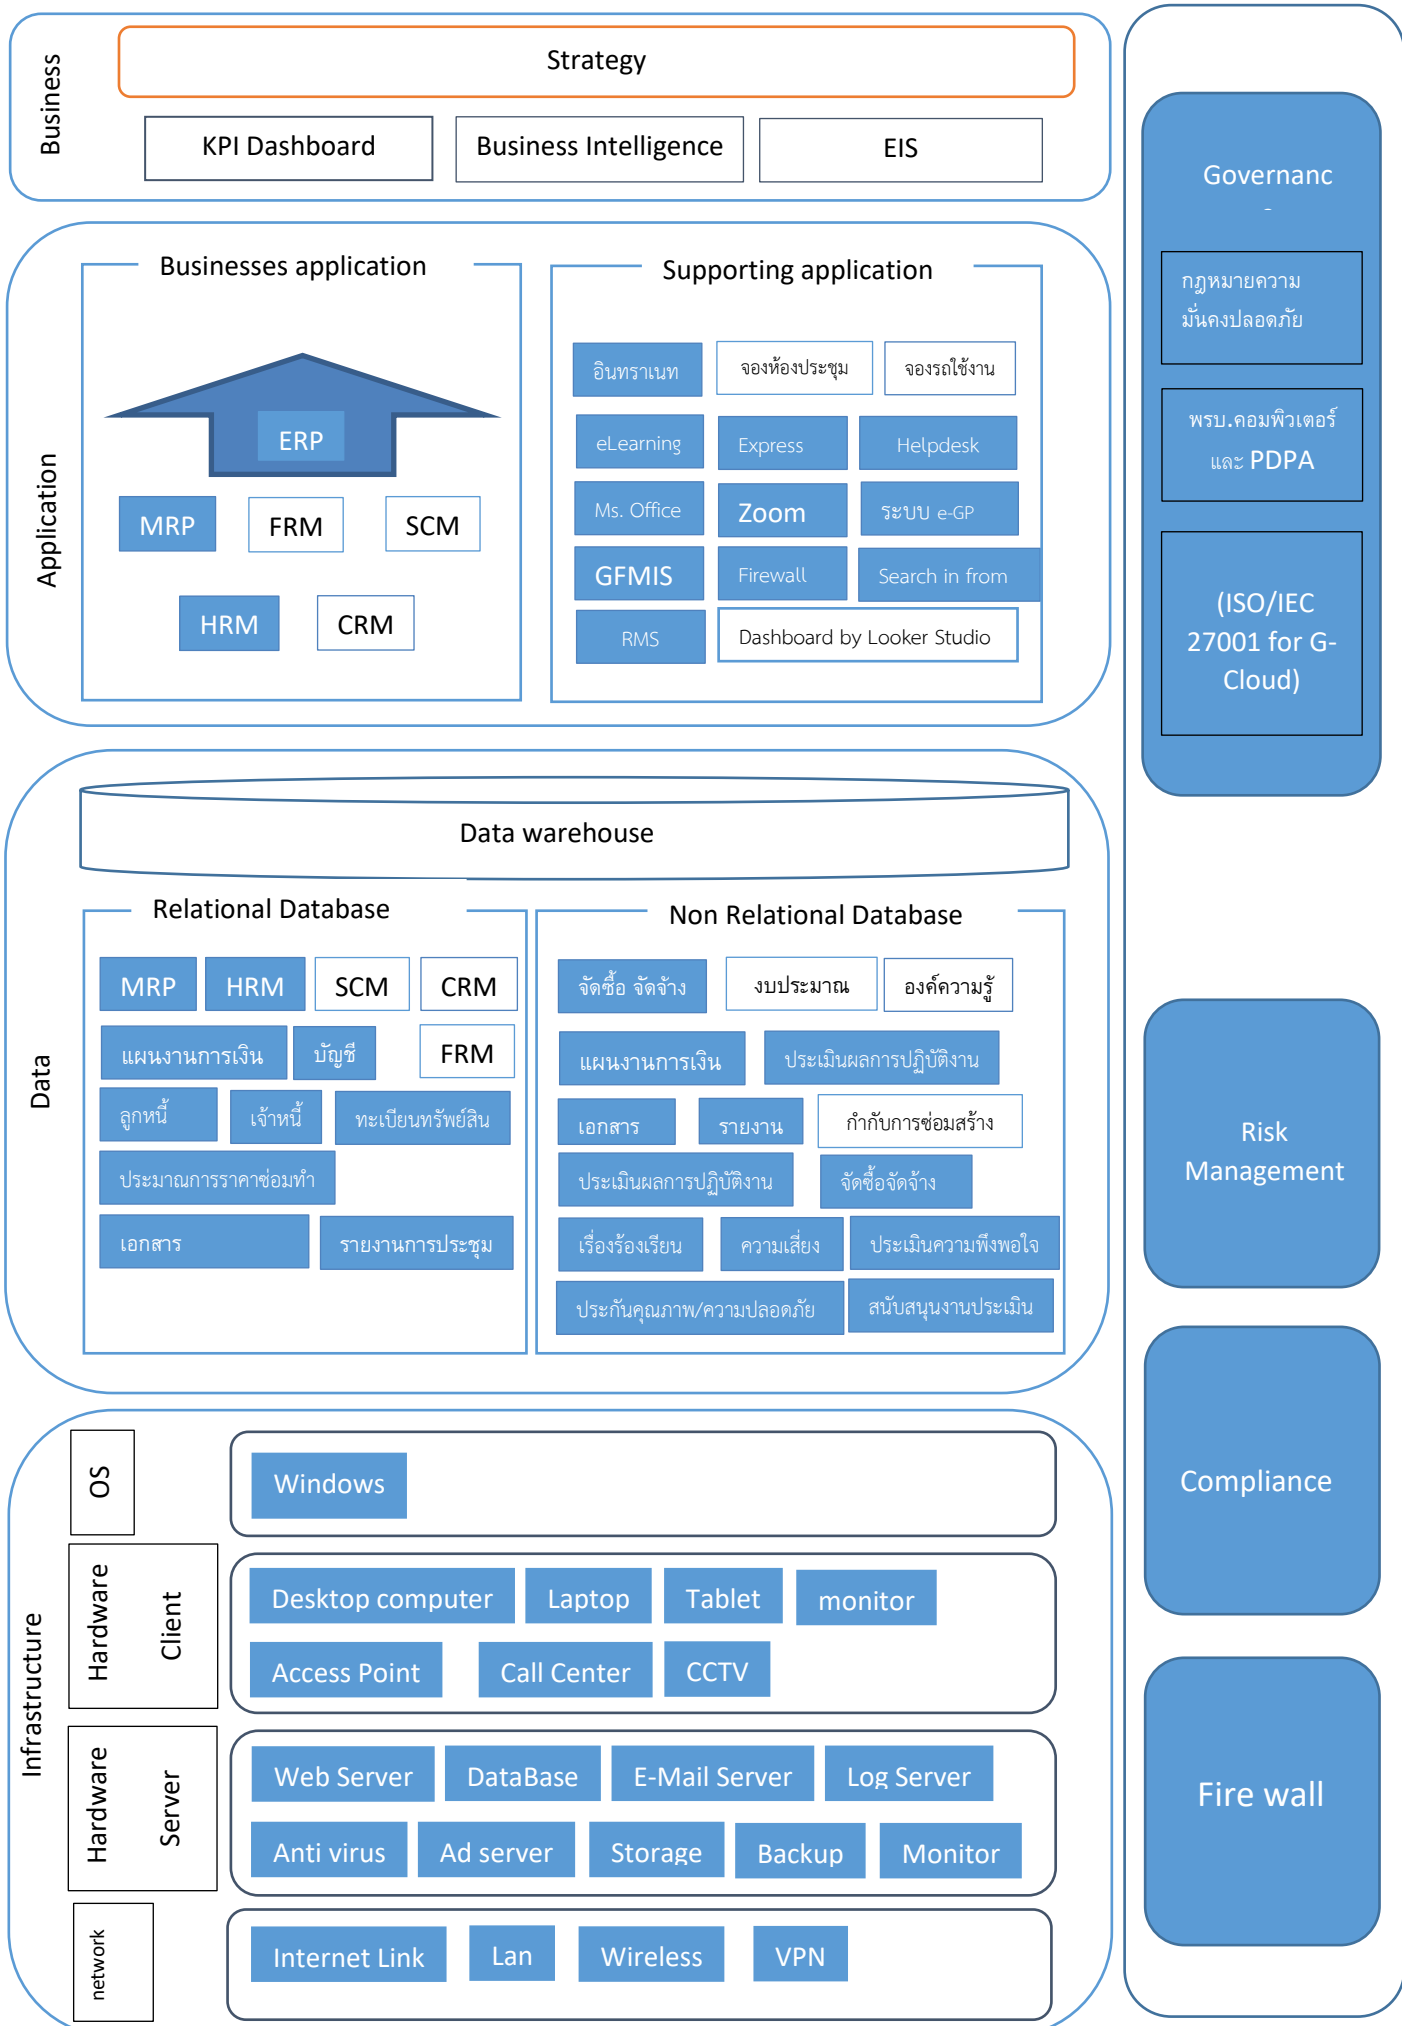 Business
Strategy
KPI Dashboard
Business Intelligence
EIS
Application
Businesses application
ERP
MRP
FRM
SCM
HRM
CRM
Supporting application
อินทราเนท
จองห้องประชุม
จองรถใช้งาน
eLearning
Express
Helpdesk
Ms. Office
Zoom
ระบบ e-GP
GFMIS
Firewall
Search in from
RMS
Dashboard by Looker Studio
Data
Data warehouse
Relational Database
MRP
HRM
SCM
CRM
แผนงานการเงิน
บัญชี
FRM
ลูกหนี้
เจ้าหนี้
ทะเบียนทรัพย์สิน
ประมาณการราคาซ่อมทำ
เอกสาร
รายงานการประชุม
Non Relational Database
จัดซื้อ จัดจ้าง
งบประมาณ
องค์ความรู้
แผนงานการเงิน
ประเมินผลการปฏิบัติงาน
เอกสาร
รายงาน
กำกับการซ่อมสร้าง
ประเมินผลการปฏิบัติงาน
จัดซื้อจัดจ้าง
เรื่องร้องเรียน
ความเสี่ยง
ประเมินความพึงพอใจ
ประกันคุณภาพ/ความปลอดภัย
สนับสนุนงานประเมิน
Infrastructure
OS
Windows
Hardware
Client
Desktop computer
Laptop
Tablet
monitor
Access Point
Call Center
CCTV
Hardware
Server
Web Server
DataBase
E-Mail Server
Log Server
Anti virus
Ad server
Storage
Backup
Monitor
network
Internet Link
Lan
Wireless
VPN
Governanc
กฎหมายความ
มั่นคงปลอดภัย
พรบ.คอมพิวเตอร์
และ PDPA
(ISO/IEC
27001 for G-
Cloud)
Risk
Management
Compliance
Fire wall